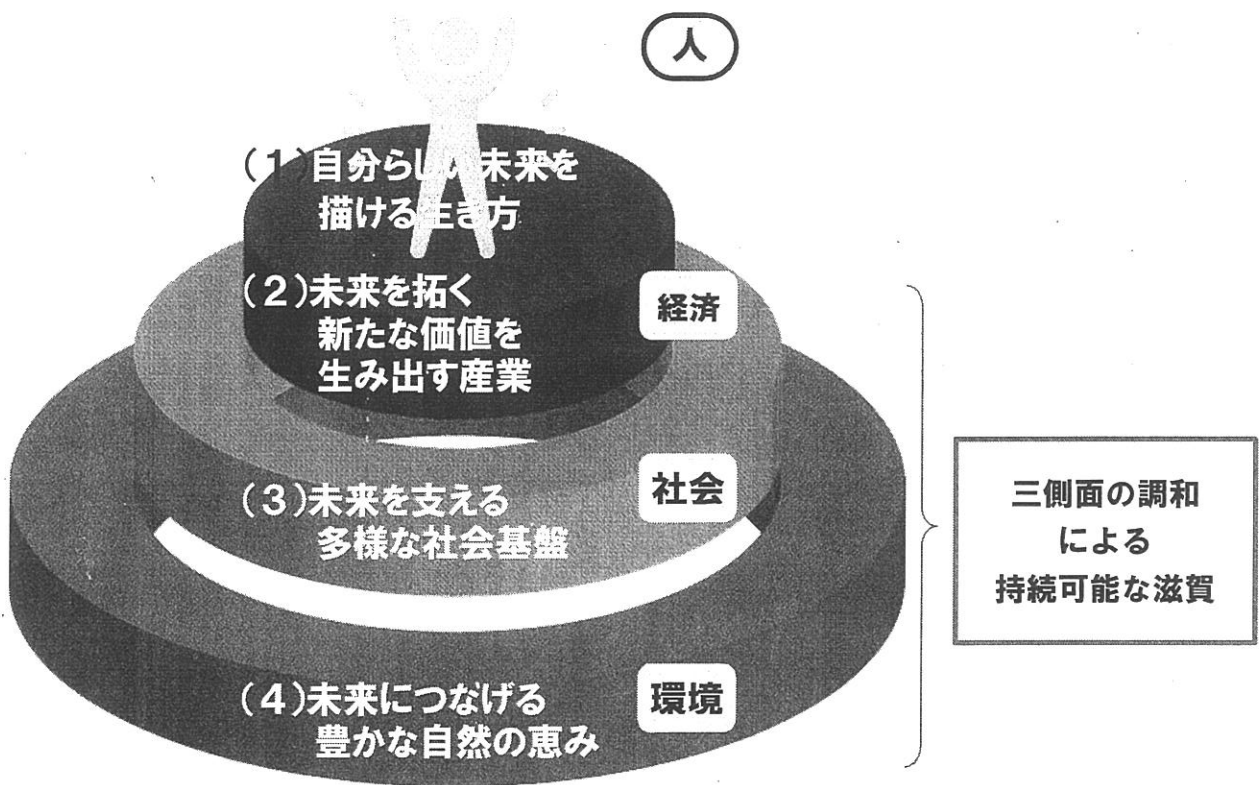 人
(1)自分らしい未来を
描ける生き方
(2)未来を拓く
新たな価値を
生み出す産業
経済
(3)未来を支える
多様な社会基盤
社会
三側面の調和
による
持続可能な滋賀
(4)未来につなげる
豊かな自然の恵み
環境